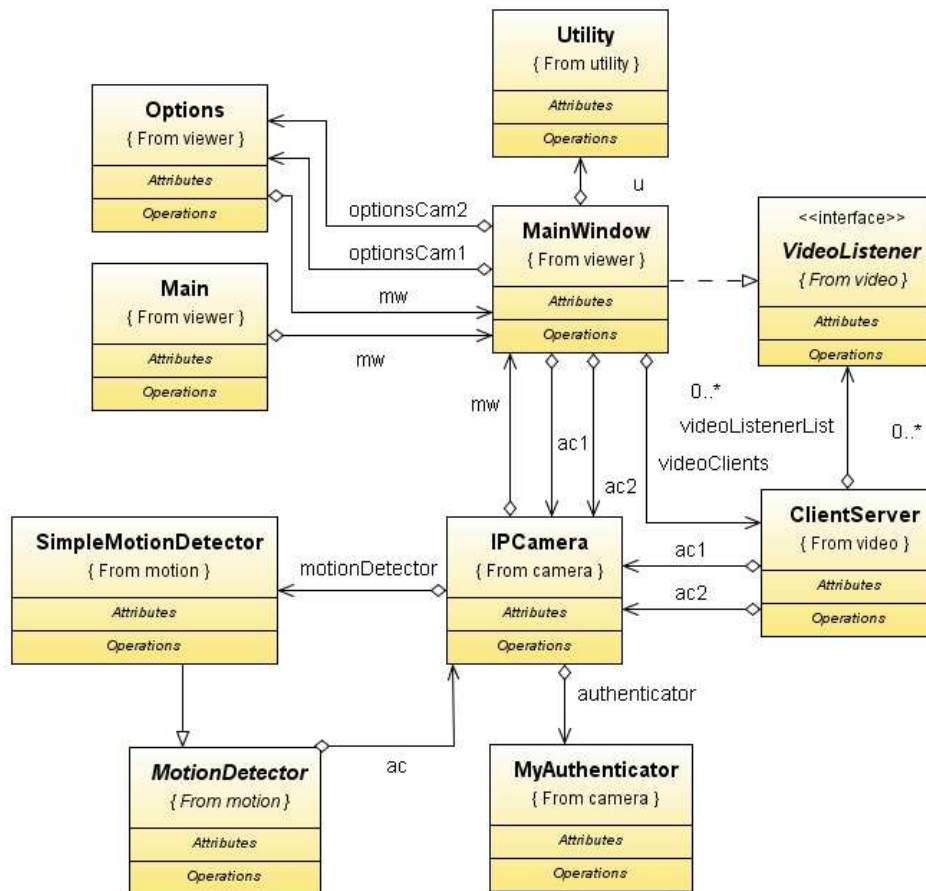 Utility
{ From utility }
Attributes
Operations
u
Options
{ From viewer }
Attributes
Operations
optionsCam2
optionsCam1
mw
MainWindow
{ From viewer }
Attributes
Operations
<<interface>>
VideoListener
{ From video }
Attributes
Operations
Main
{ From viewer }
Attributes
Operations
mw
mw
ac1
ac2
0..*
videoListenerList
0..*
videoClients
SimpleMotionDetector
{ From motion }
Attributes
Operations
motionDetector
IPCamera
{ From camera }
Attributes
Operations
ac1
ac2
ClientServer
{ From video }
Attributes
Operations
authenticator
MotionDetector
{ From motion }
Attributes
Operations
ac
MyAuthenticator
{ From camera }
Attributes
Operations